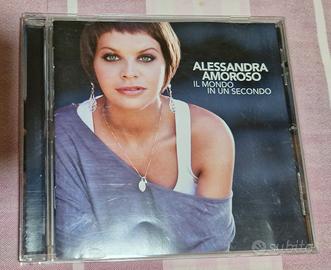 ALESSANDRA
AMOROSO
IL MONDO
IN UN SECONDO
subito